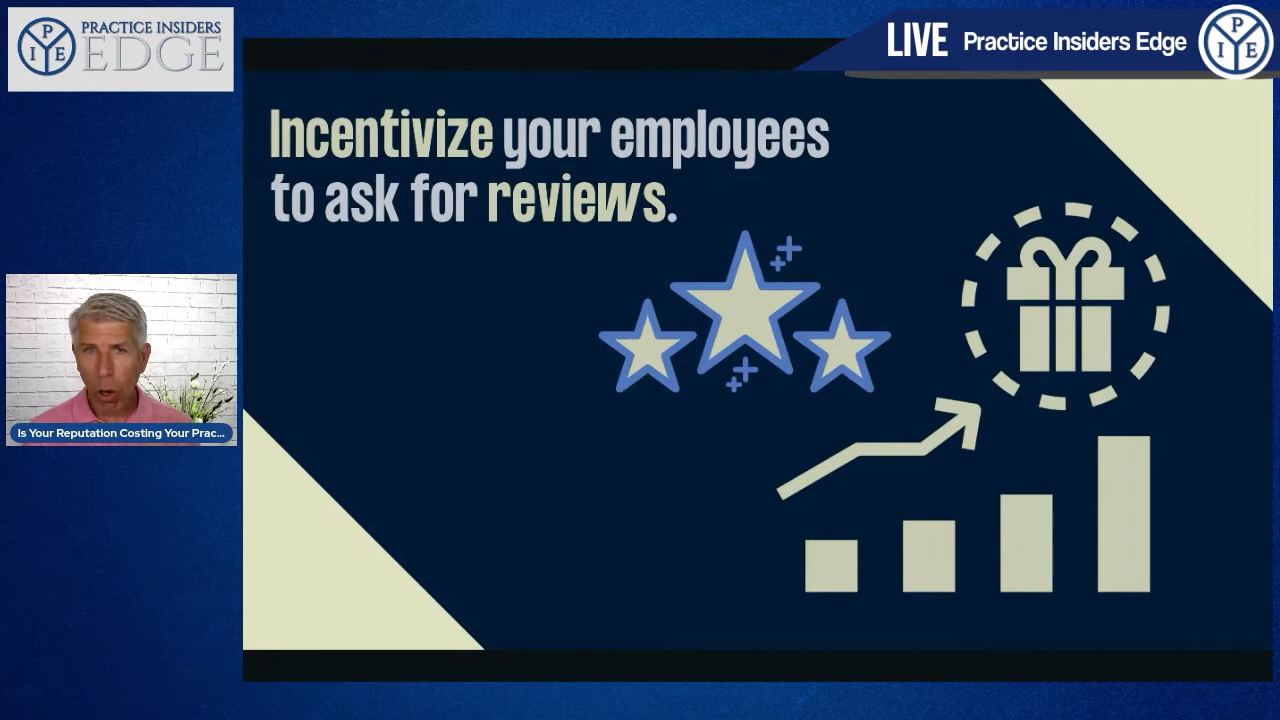 PRACTICE INSIDERS
EDGE
P
I
E
LIVE Practice Insiders Edge
P
I
E
Incentivize your employees
to ask for reviews.
Is Your Reputation Costing Your Prac...